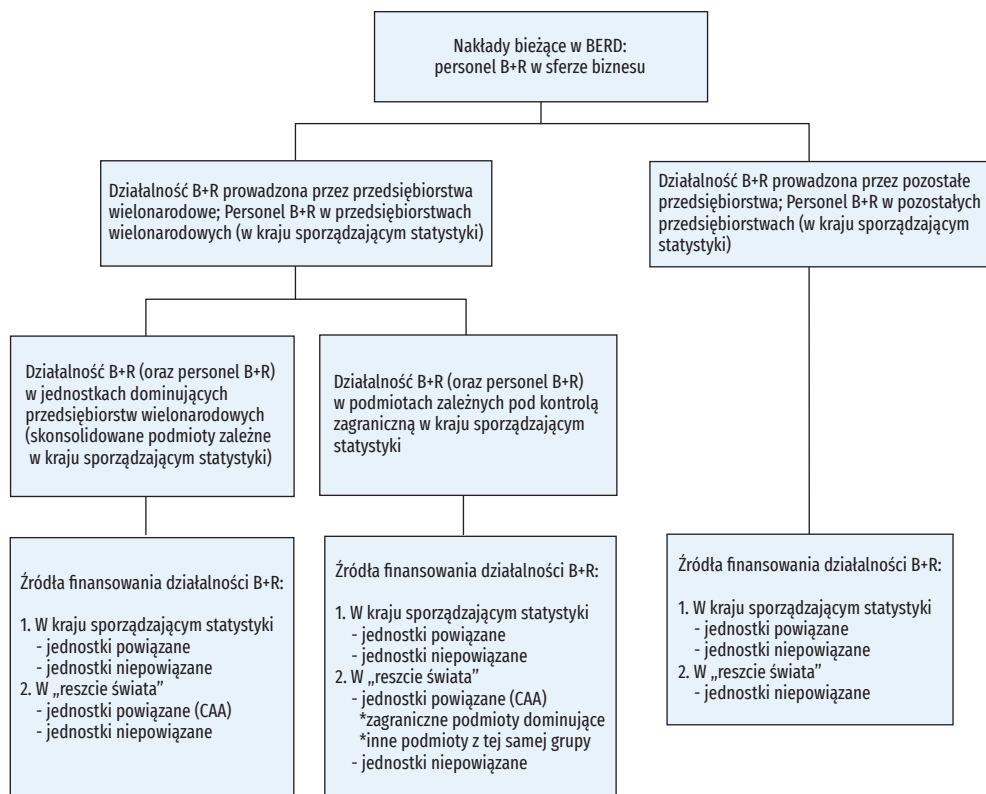 Nakłady bieżące w BERD:
personel B+R w sferze biznesu
Działalność B+R prowadzona przez przedsiębiorstwa
wielonarodowe; Personel B+R w przedsiębiorstwach
wielonarodowych (w kraju sporządzającym statystyki)
Działalność B+R prowadzona przez pozostałe
przedsiębiorstwa; Personel B+R w pozostałych
przedsiębiorstwach (w kraju sporządzającym
statystyki)
Działalność B+R (oraz personel B+R)
w jednostkach dominujących
przedsiębiorstw wielonarodowych
(skonsolidowane podmioty zależne
w kraju sporządzającym statystyki)
Działalność B+R (oraz personel B+R)
w podmiotach zależnych pod kontrolą
zagraniczną w kraju sporządzającym
statystyki
Źródła finansowania działalności B+R:
1. W kraju sporządzającym statystyki
- jednostki powiązane
- jednostki niepowiązane
2. W „reszcie świata”
- jednostki powiązane (CAA)
- jednostki niepowiązane
Źródła finansowania działalności B+R:
1. W kraju sporządzającym statystyki
- jednostki powiązane
- jednostki niepowiązane
2. W „reszcie świata”
- jednostki powiązane (CAA)
*zagraniczne podmioty dominujące
*inne podmioty z tej samej grupy
- jednostki niepowiązane
Źródła finansowania działalności B+R:
1. W kraju sporządzającym statystyki
- jednostki powiązane
- jednostki niepowiązane
2. W „reszcie świata”
- jednostki niepowiązane